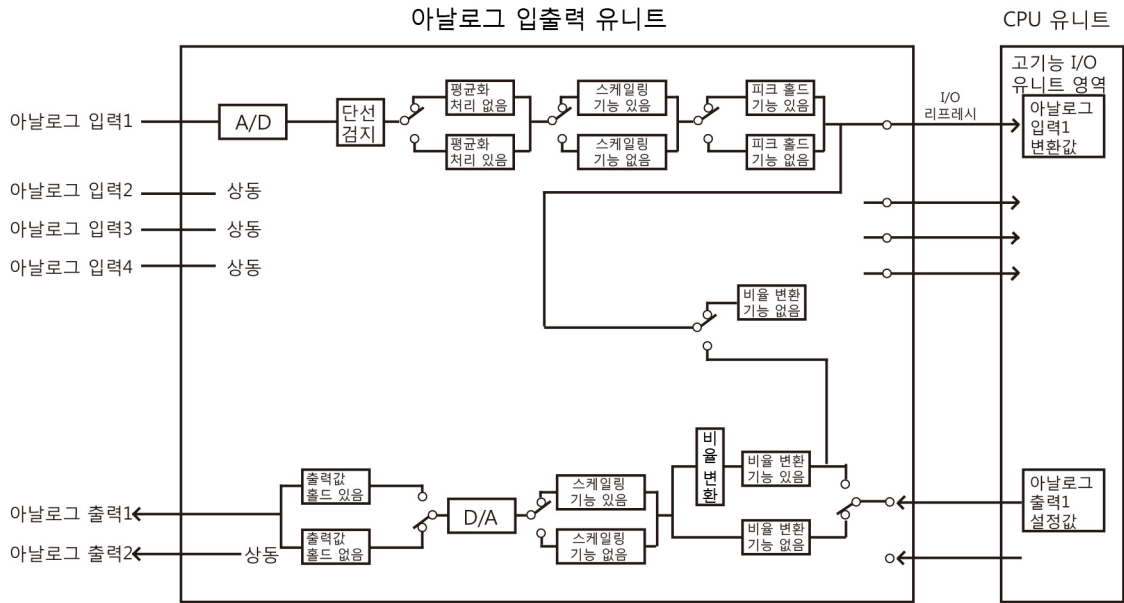 아날로그 입출력 유니트
CPU 유니트
고기능 I/O
유니트 영역
아날로그 입력1
A/D
단선
검지
평균화
처리 없음
평균화
처리 있음
스케일링
기능 있음
스케일링
기능 없음
피크 홀드
기능 있음
피크 홀드
기능 없음
I/O
리프레시
아날로그
입력1
변환값
아날로그 입력2
상동
아날로그 입력3
상동
아날로그 입력4
상동
비율 변환
기능 없음
아날로그 출력1
출력값
홀드 있음
출력값
홀드 없음
D/A
스케일링
기능 있음
스케일링
기능 없음
비
율
변
환
비율 변환
기능 있음
비율 변환
기능 없음
아날로그
출력1
설정값
아날로그 출력2
상동